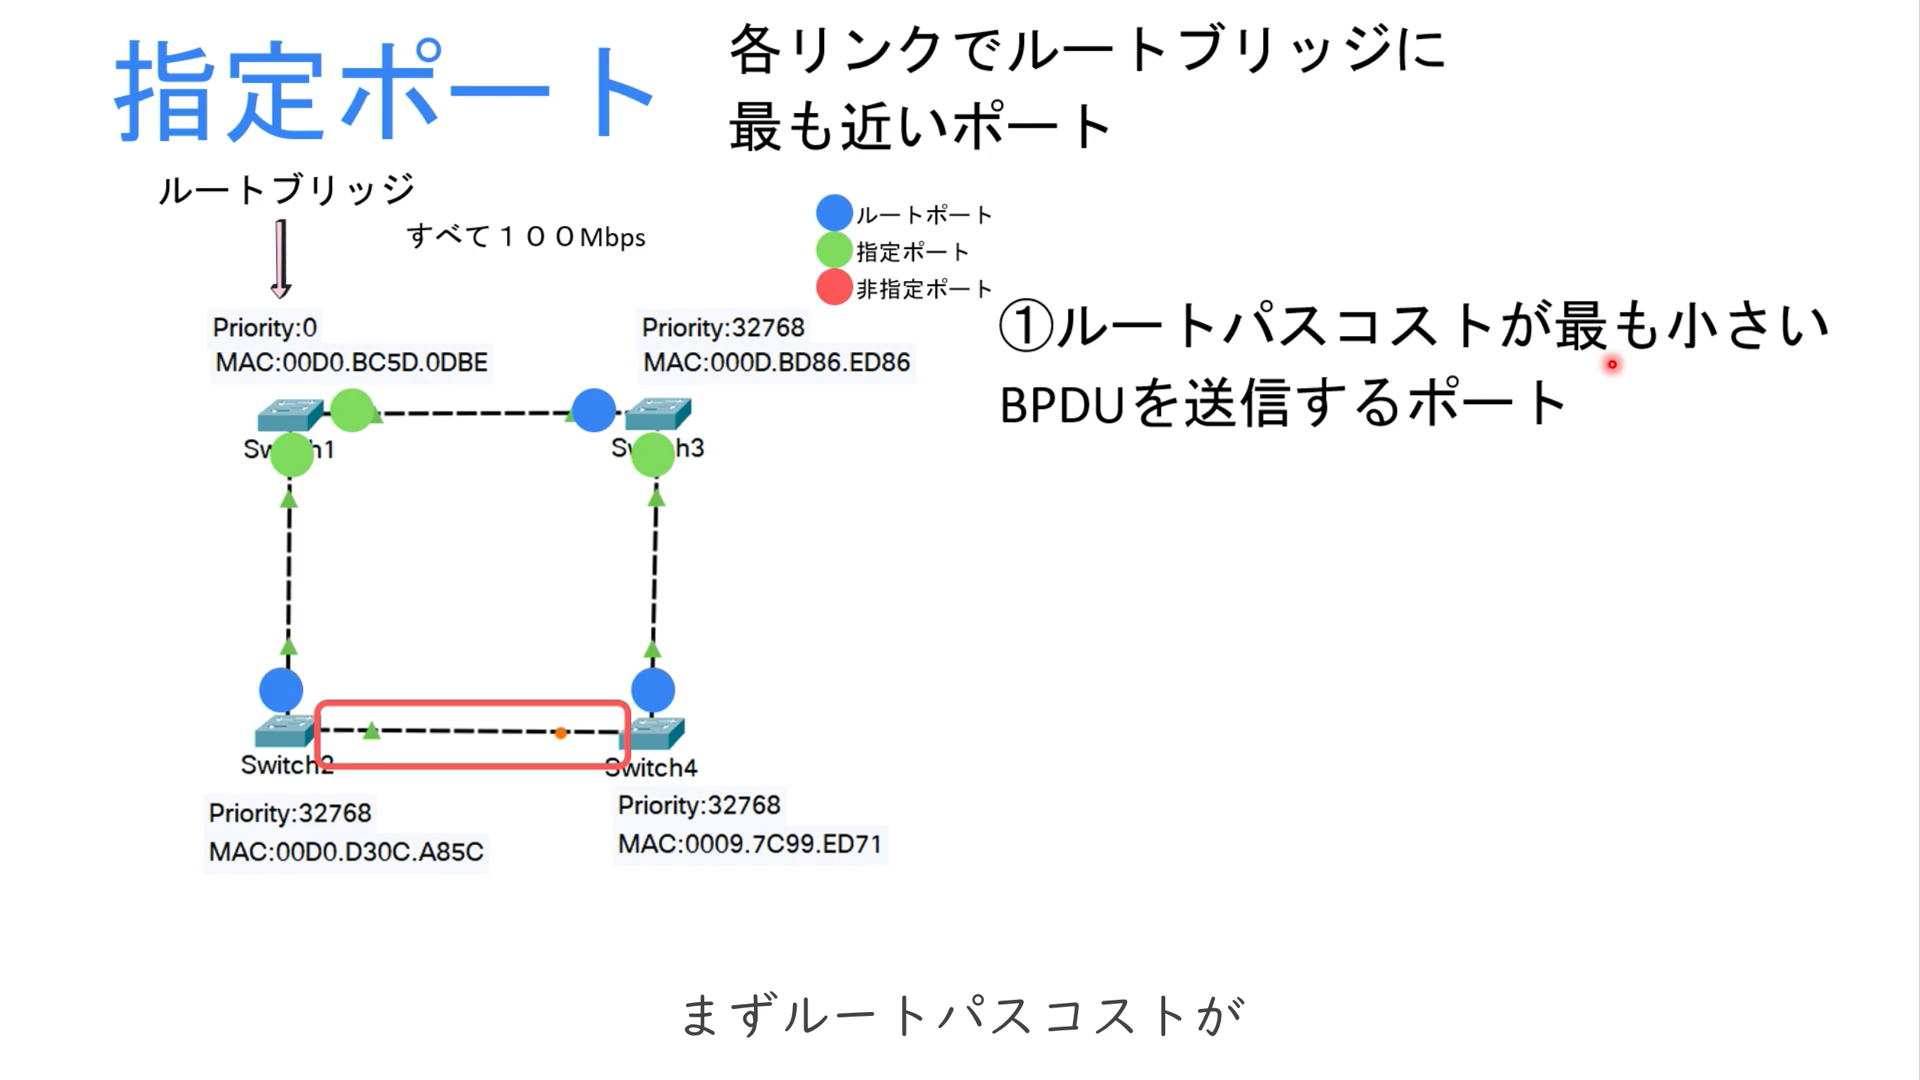 指定ポート
各リンクでルートブリッジに
最も近いポート
ルートブリッジ
すべて１００Mbps
ルートポート
指定ポート
非指定ポート
①ルートパスコストが最も小さい
BPDUを送信するポート
Priority:0
MAC:00D0.BC5D.0DBE
Priority:32768
MAC:000D.BD86.ED86
Switch2
Switch4
Priority:32768
MAC:00D0.D30C.A85C
Priority:32768
MAC:0009.7C99.ED71
まずルートパスコストが